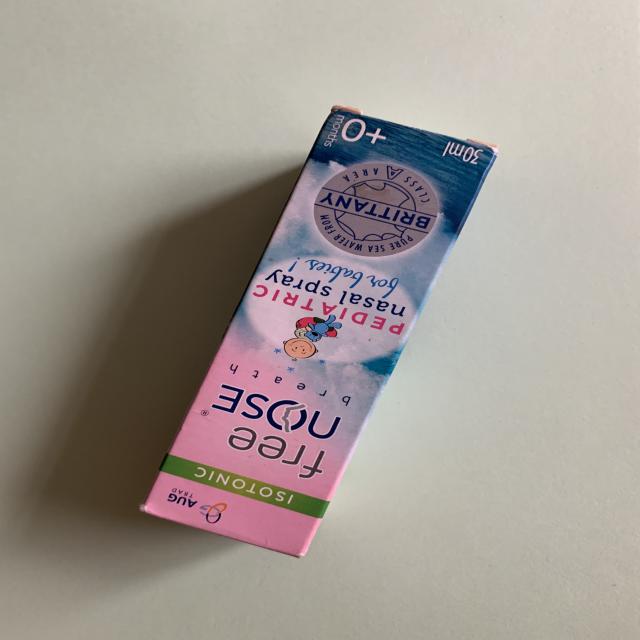 AUG
TRAD
ISOTONIC
free
nOSE®
breath
PEDIATRIC
nasal spray
for babies!
PURE SEA WATER FROM
BRITTANY
CLASS A AREA
30ml
0+
months